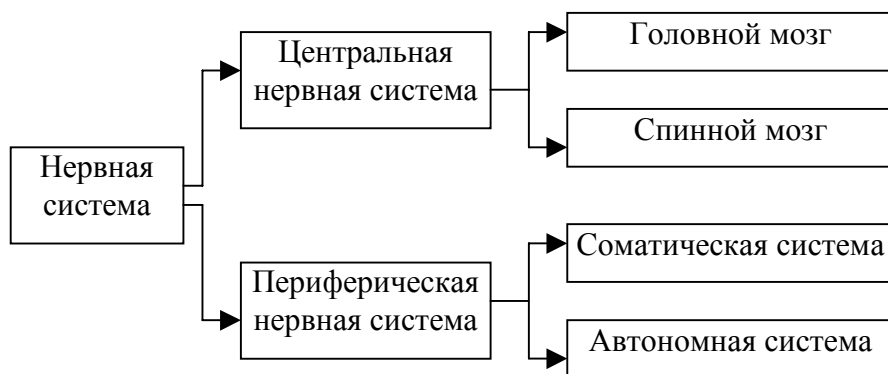 Нервная
система
Центральная
нервная система
Головной мозг
Спинной мозг
Периферическая
нервная система
Соматическая система
Автономная система